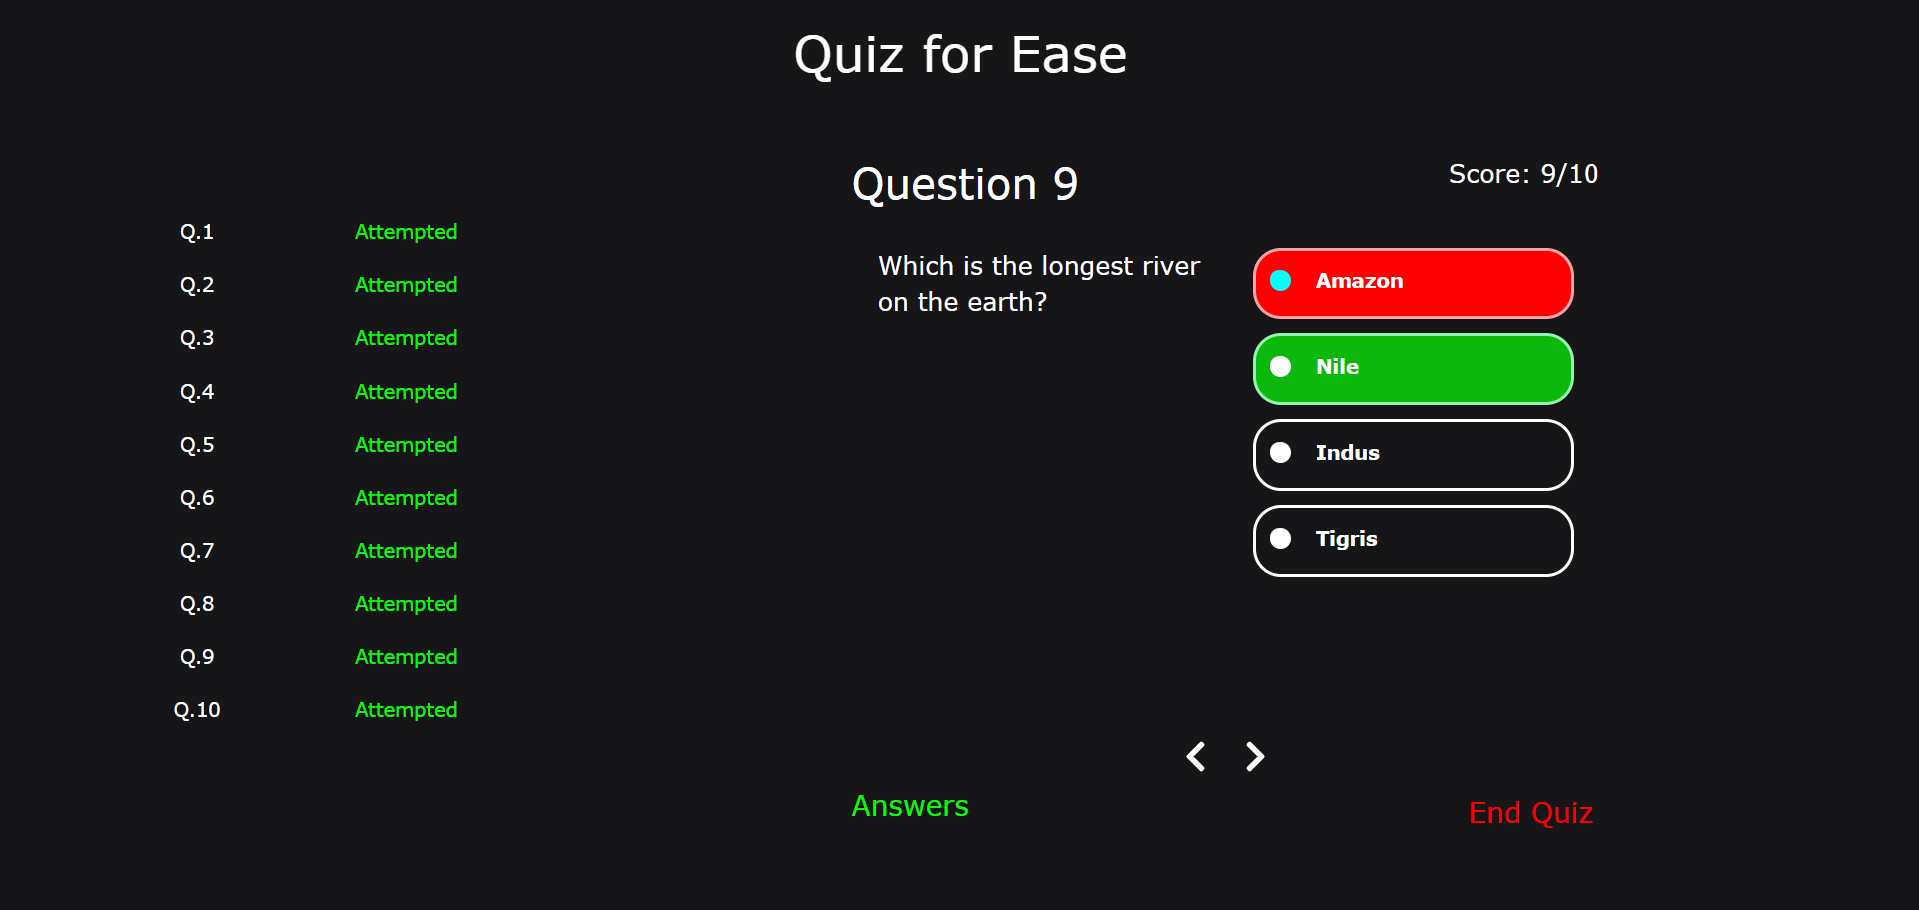 Quiz for Ease
Q.1 Attempted
Q.2 Attempted
Q.3 Attempted
Q.4 Attempted
Q.5 Attempted
Q.6 Attempted
Q.7 Attempted
Q.8 Attempted
Q.9 Attempted
Q.10 Attempted
Question 9
Score: 9/10
Which is the longest river
on the earth?
Amazon
Nile
Indus
Tigris
Answers
End Quiz